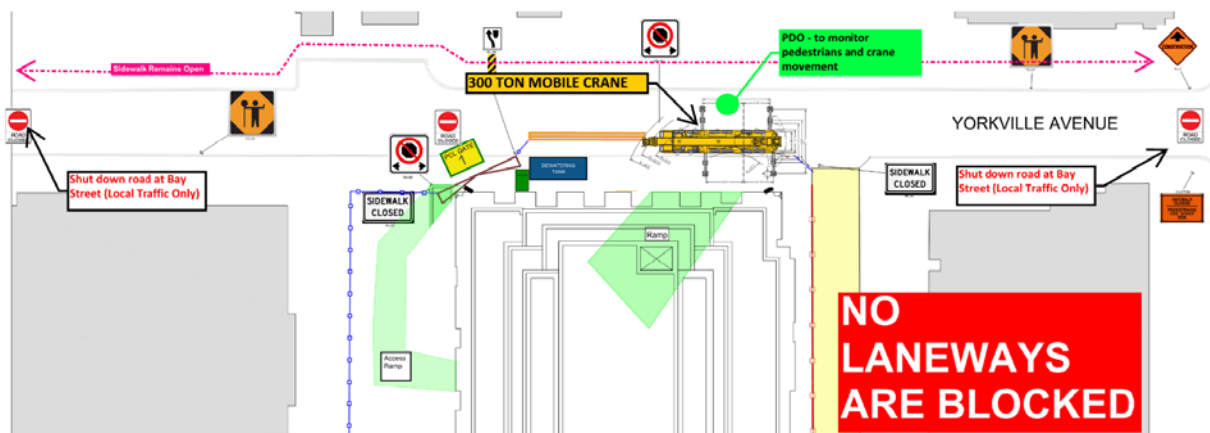 PDO - to monitor
pedestrians and crane
movement
CONSTRUCTION
Sidewalk Remains Open
300 TON MOBILE CRANE
ROAD
CLOSED
ROAD
CLOSED
ROAD
CLOSED
YORKVILLE AVENUE
PCL GATE
1
DEWATERING
TANK
Shut down road at Bay
Street (Local Traffic Only)
SIDEWALK
CLOSED
SIDEWALK
CLOSED
Shut down road at Bay
Street (Local Traffic Only)
Ramp
Access
Ramp
NO
LANEWAYS
ARE BLOCKED